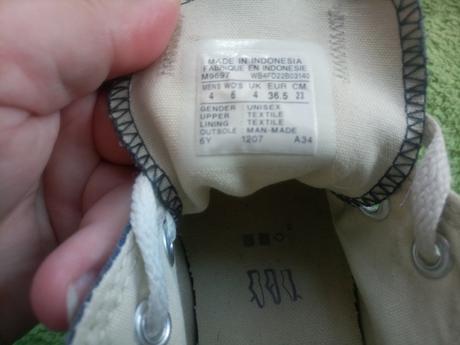 MADE IN INDONESIA
FABRIQUE EN INDONESIE
M9697 WB4FD22B03140
MENS WO'S UK EUR CM
4 6 4 36.5 23
GENDER UNISEX
UPPER TEXTILE
LINING TEXTILE
OUTSOLE MAN-MADE
6Y 1207 A34